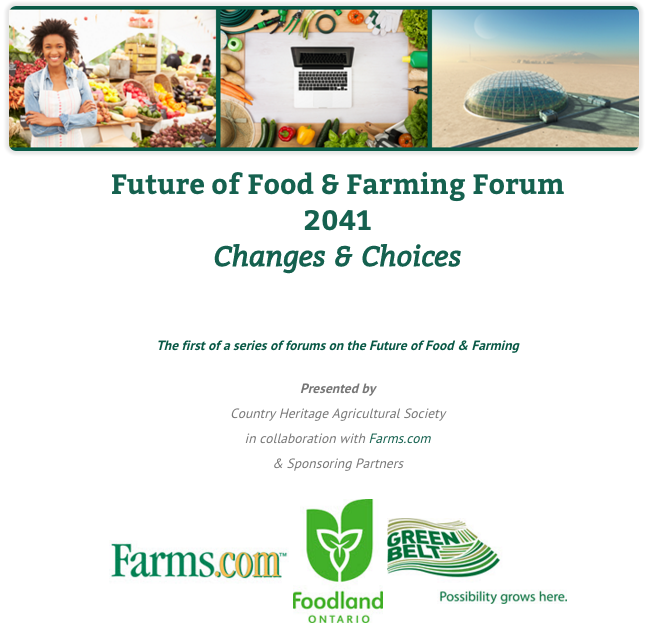 Future of Food & Farming Forum
2041
Changes & Choices
The first of a series of forums on the Future of Food & Farming
Presented by
Country Heritage Agricultural Society
in collaboration with Farms.com
& Sponsoring Partners
Farms.com™
Foodland
ONTARIO
GREEN
BELT
Possibility grows here.